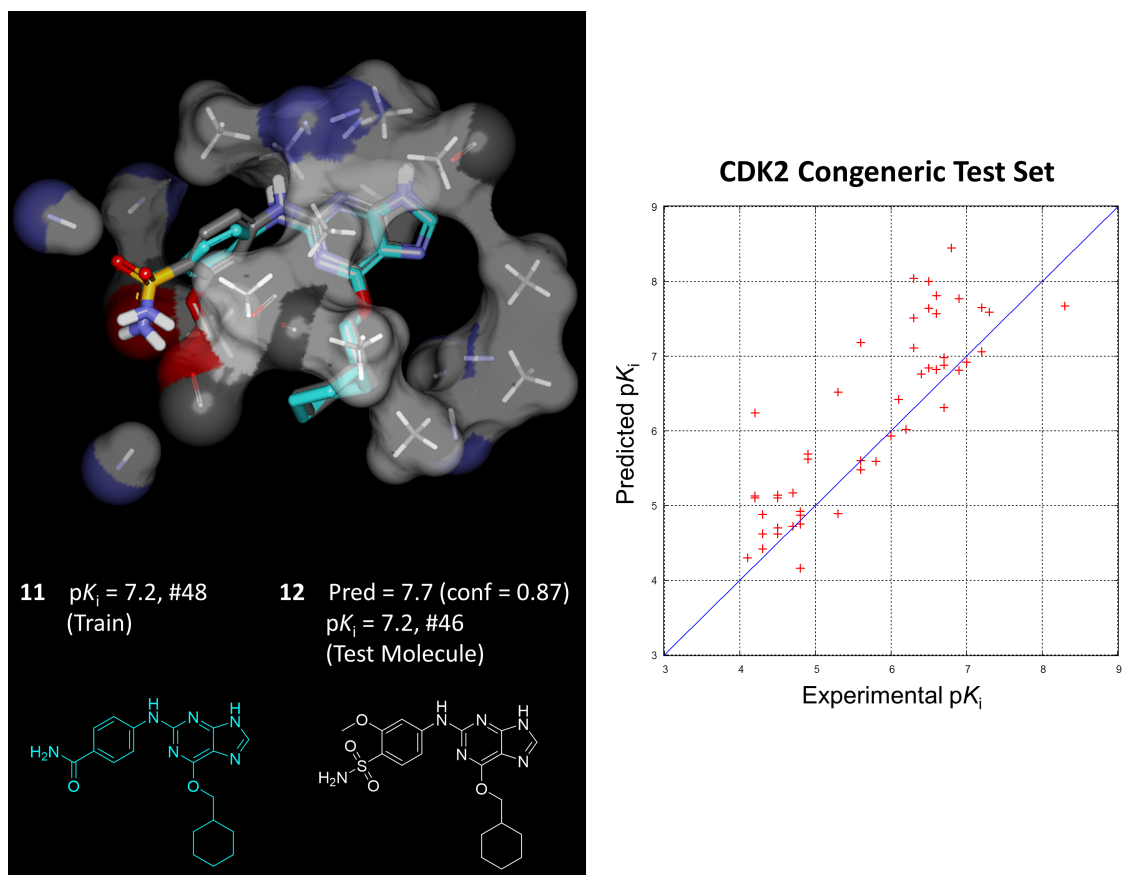 11 pKi = 7.2, #48
(Train)
12 Pred = 7.7 (conf = 0.87)
pKi = 7.2, #46
(Test Molecule)
H
N
N
H
N
N
N
H2N
O
O
H
N
N
H
N
O
N
N
O
S
H2N
O
O
CDK2 Congeneric Test Set
9
8
7
6
5
4
3
Predicted pKi
3 4 5 6 7 8 9
Experimental pKi